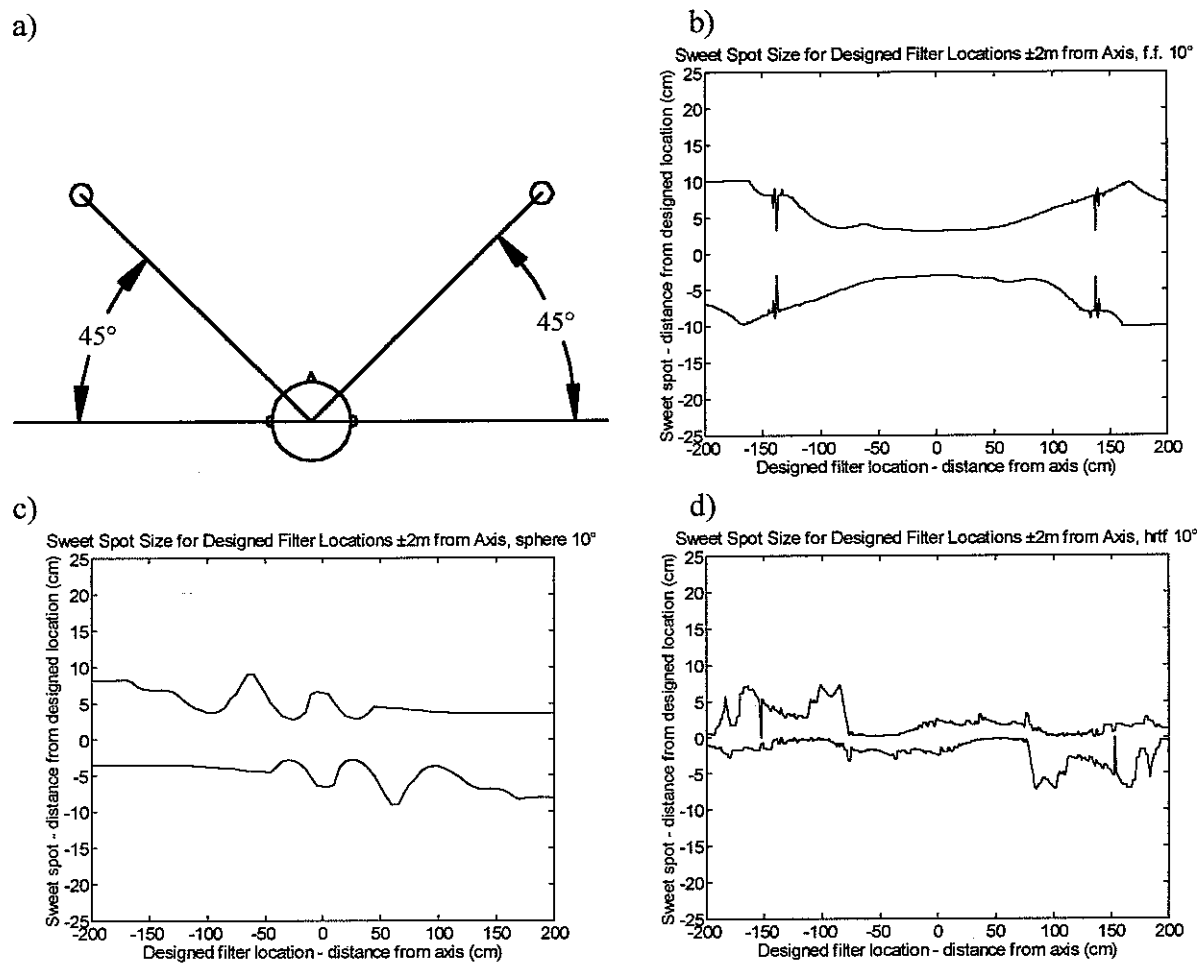 a)
45°
45°
b)
Sweet Spot Size for Designed Filter Locations ±2m from Axis, f.f. 10°
Sweet spot - distance from designed location (cm)
25
20
15
10
5
0
-5
-10
-15
-20
-25
-200 -150 -100 -50 0 50 100 150 200
Designed filter location - distance from axis (cm)
c)
Sweet Spot Size for Designed Filter Locations ±2m from Axis, sphere 10°
Sweet spot - distance from designed location (cm)
25
20
15
10
5
0
-5
-10
-15
-20
-25
-200 -150 -100 -50 0 50 100 150 200
Designed filter location - distance from axis (cm)
d)
Sweet Spot Size for Designed Filter Locations ±2m from Axis, hrtf 10°
Sweet spot - distance from designed location (cm)
25
20
15
10
5
0
-5
-10
-15
-20
-25
-200 -150 -100 -50 0 50 100 150 200
Designed filter location - distance from axis (cm)